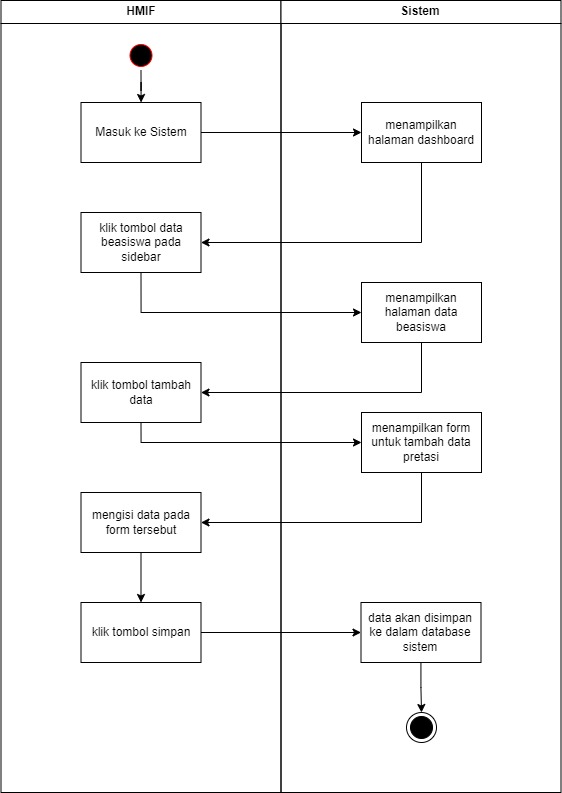 HMIF
Sistem
Masuk ke Sistem
menampilkan
halaman dashboard
klik tombol data
beasiswa pada
sidebar
menampilkan
halaman data
beasiswa
klik tombol tambah
data
menampilkan form
untuk tambah data
pretasi
mengisi data pada
form tersebut
klik tombol simpan
data akan disimpan
ke dalam database
sistem